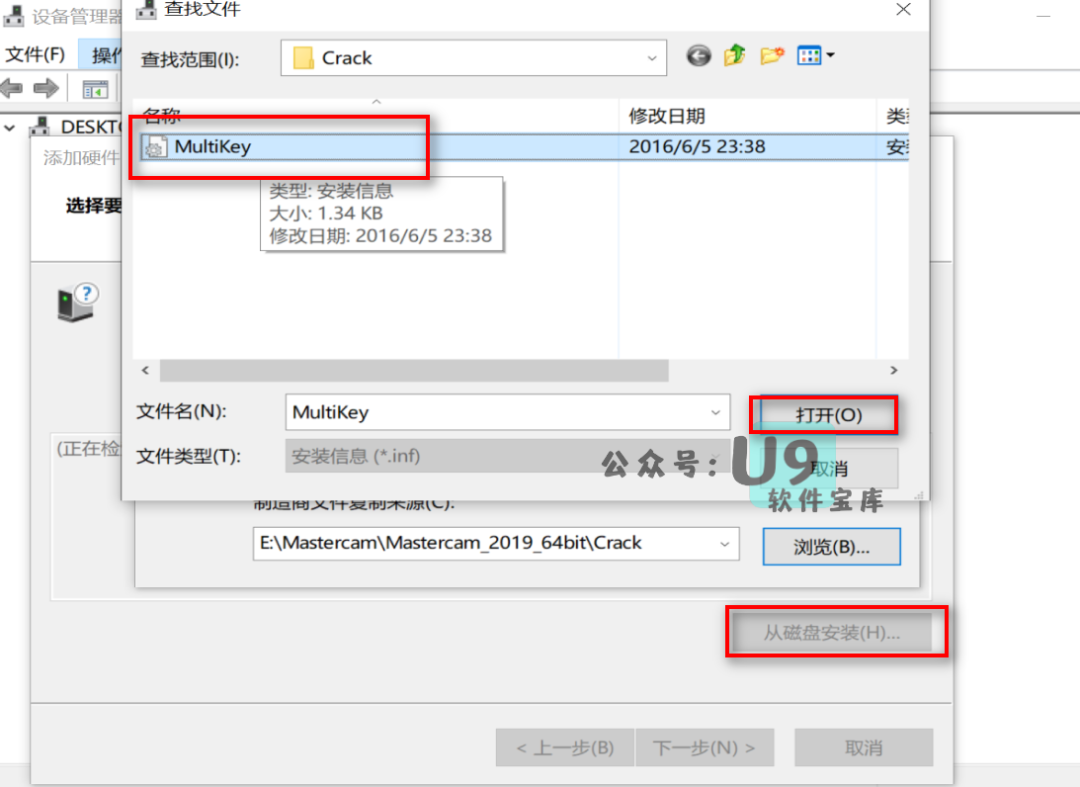 设备管理器
查找文件
文件(F)
操作
查找范围(I):
Crack
名称
修改日期
类型
DESKTO
MultiKey
2016/6/5 23:38
安装
添加硬件
类型: 安装信息
大小: 1.34 KB
修改日期: 2016/6/5 23:38
选择要
文件名(N):
MultiKey
打开(O)
(正在检
文件类型(T):
安装信息 (*.inf)
取消
公众号:U9
软件宝库
制造商文件复制来源(C):
E:\Mastercam\Mastercam_2019_64bit\Crack
浏览(B)...
从磁盘安装(H)...
< 上一步(B)
下一步(N) >
取消